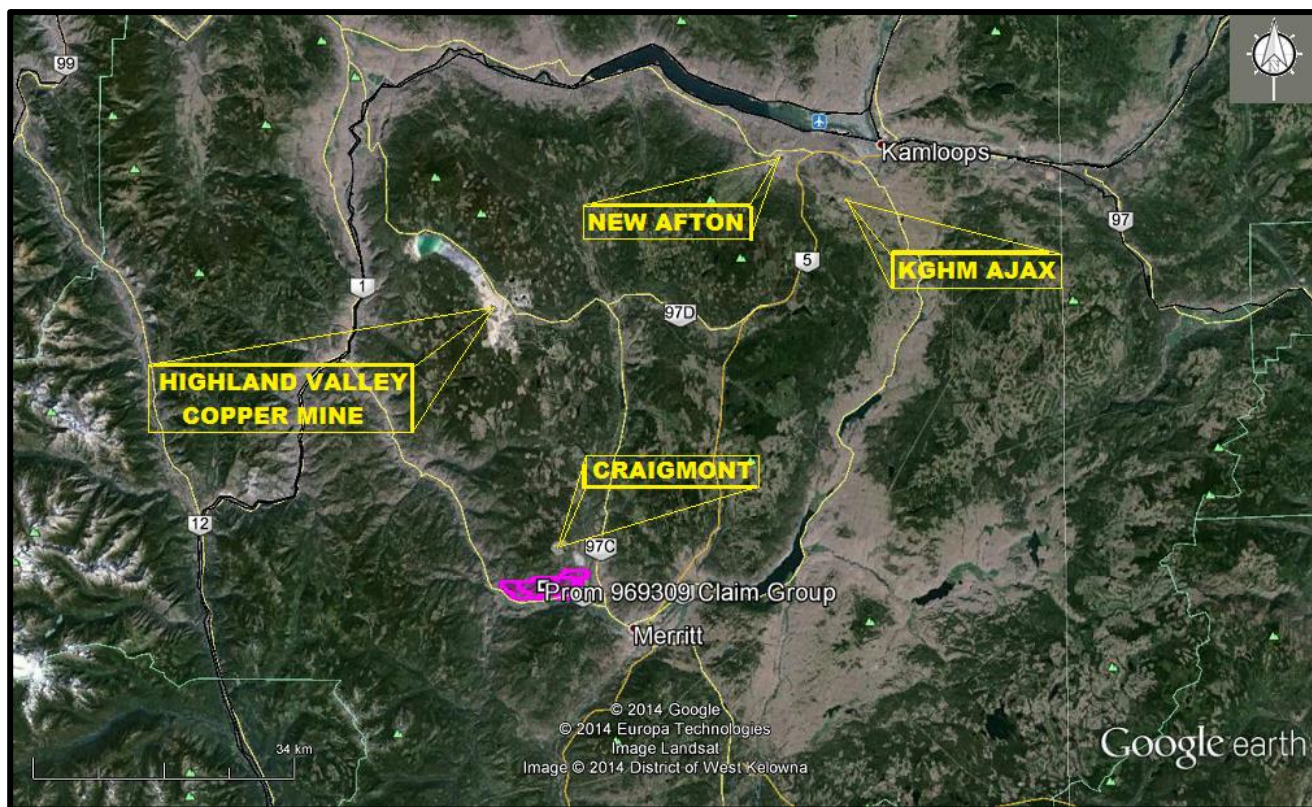 99
N
Kamloops
NEW AFTON
97
5
KGHM AJAX
1
97D
HIGHLAND VALLEY
COPPER MINE
CRAIGMONT
12
97C
Prom 969309 Claim Group
Merritt
© 2014 Google
© 2014 Europa Technologies
Image Landsat
Image © 2014 District of West Kelowna
34 km
Google earth